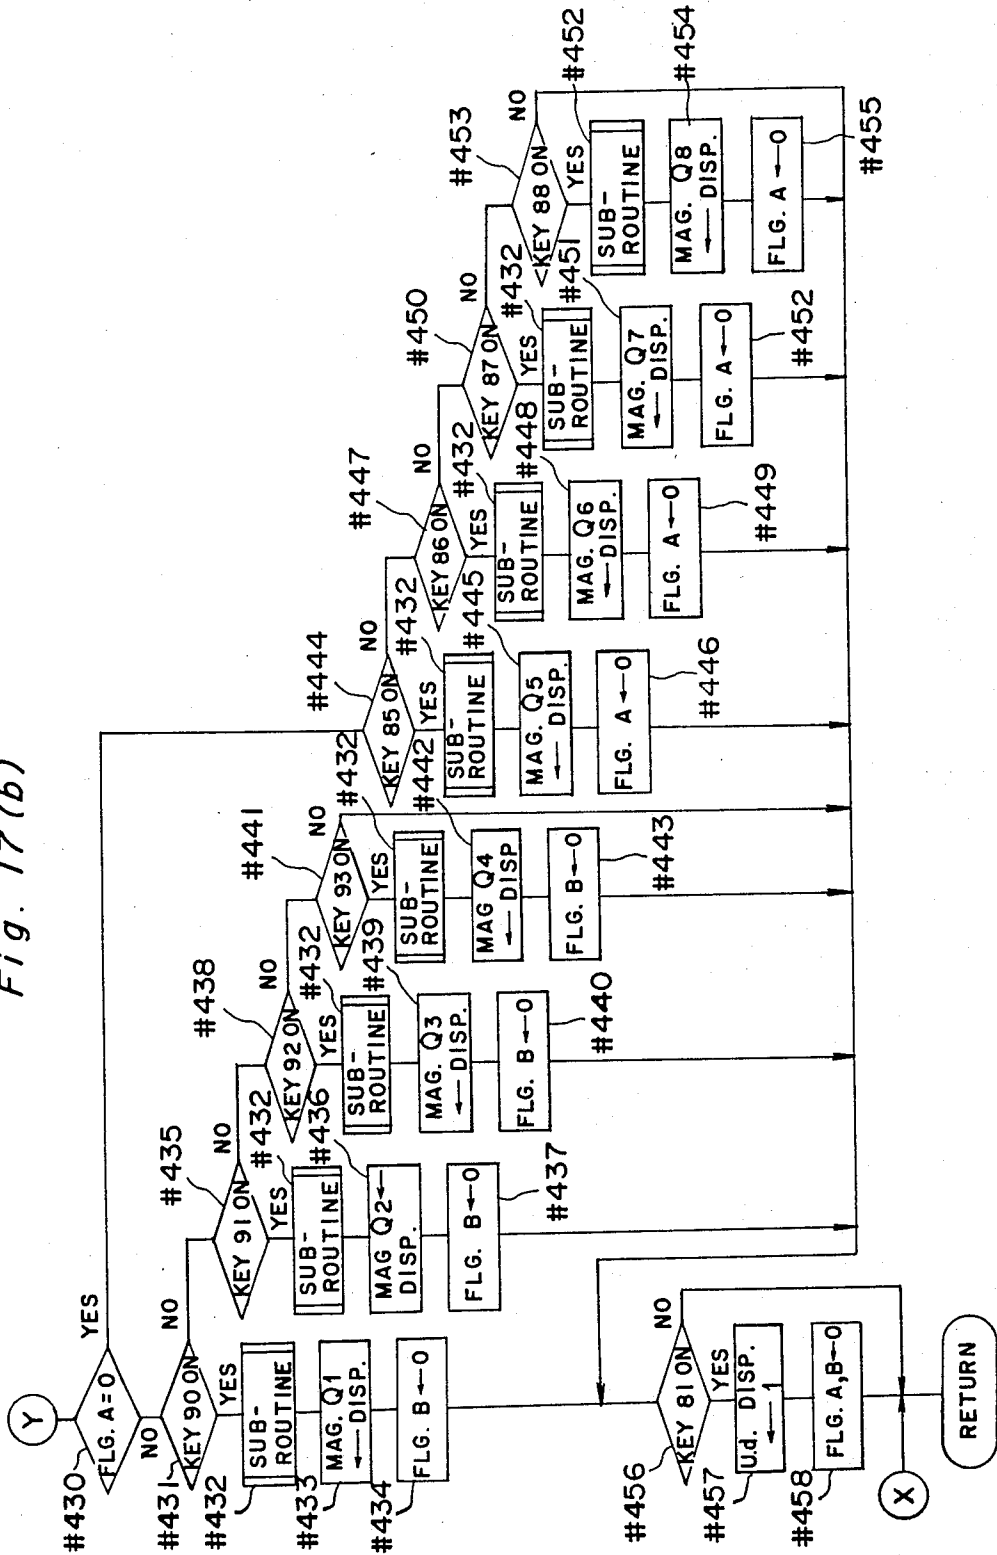 Fig. 17(b)
Y
#430
FLG. A=0
YES
NO
#431
KEY 90 ON
NO
YES
#432
SUB-
ROUTINE
#433
MAG. Q1
← DISP.
#434
FLG. B←0
#435
KEY 91 ON
NO
YES
#432
SUB-
ROUTINE
#436
MAG Q2←
DISP.
FLG. B←0
#437
#438
KEY 92 ON
NO
YES
#432
SUB-
ROUTINE
#439
MAG. Q3
← DISP.
FLG. B←0
#440
#441
KEY 93 ON
NO
YES
#432
SUB-
ROUTINE
#442
MAG Q4
← DISP
FLG. B←0
#443
#444
KEY 85 ON
NO
YES
#432
SUB-
ROUTINE
#445
MAG. Q5
← DISP.
FLG. A←0
#446
#447
KEY 86 ON
NO
YES
#432
SUB-
ROUTINE
#448
MAG. Q6
← DISP.
FLG. A←0
#449
#450
KEY 87 ON
NO
YES
#432
SUB-
ROUTINE
#451
MAG. Q7
← DISP.
FLG. A←0
#452
#453
KEY 88 ON
NO
YES
#452
SUB-
ROUTINE
#454
MAG. Q8
← DISP.
FLG. A←0
#455
#456
KEY 81 ON
NO
YES
#457
U.d. DISP.
← 1
#458
FLG. A,B←0
X
RETURN